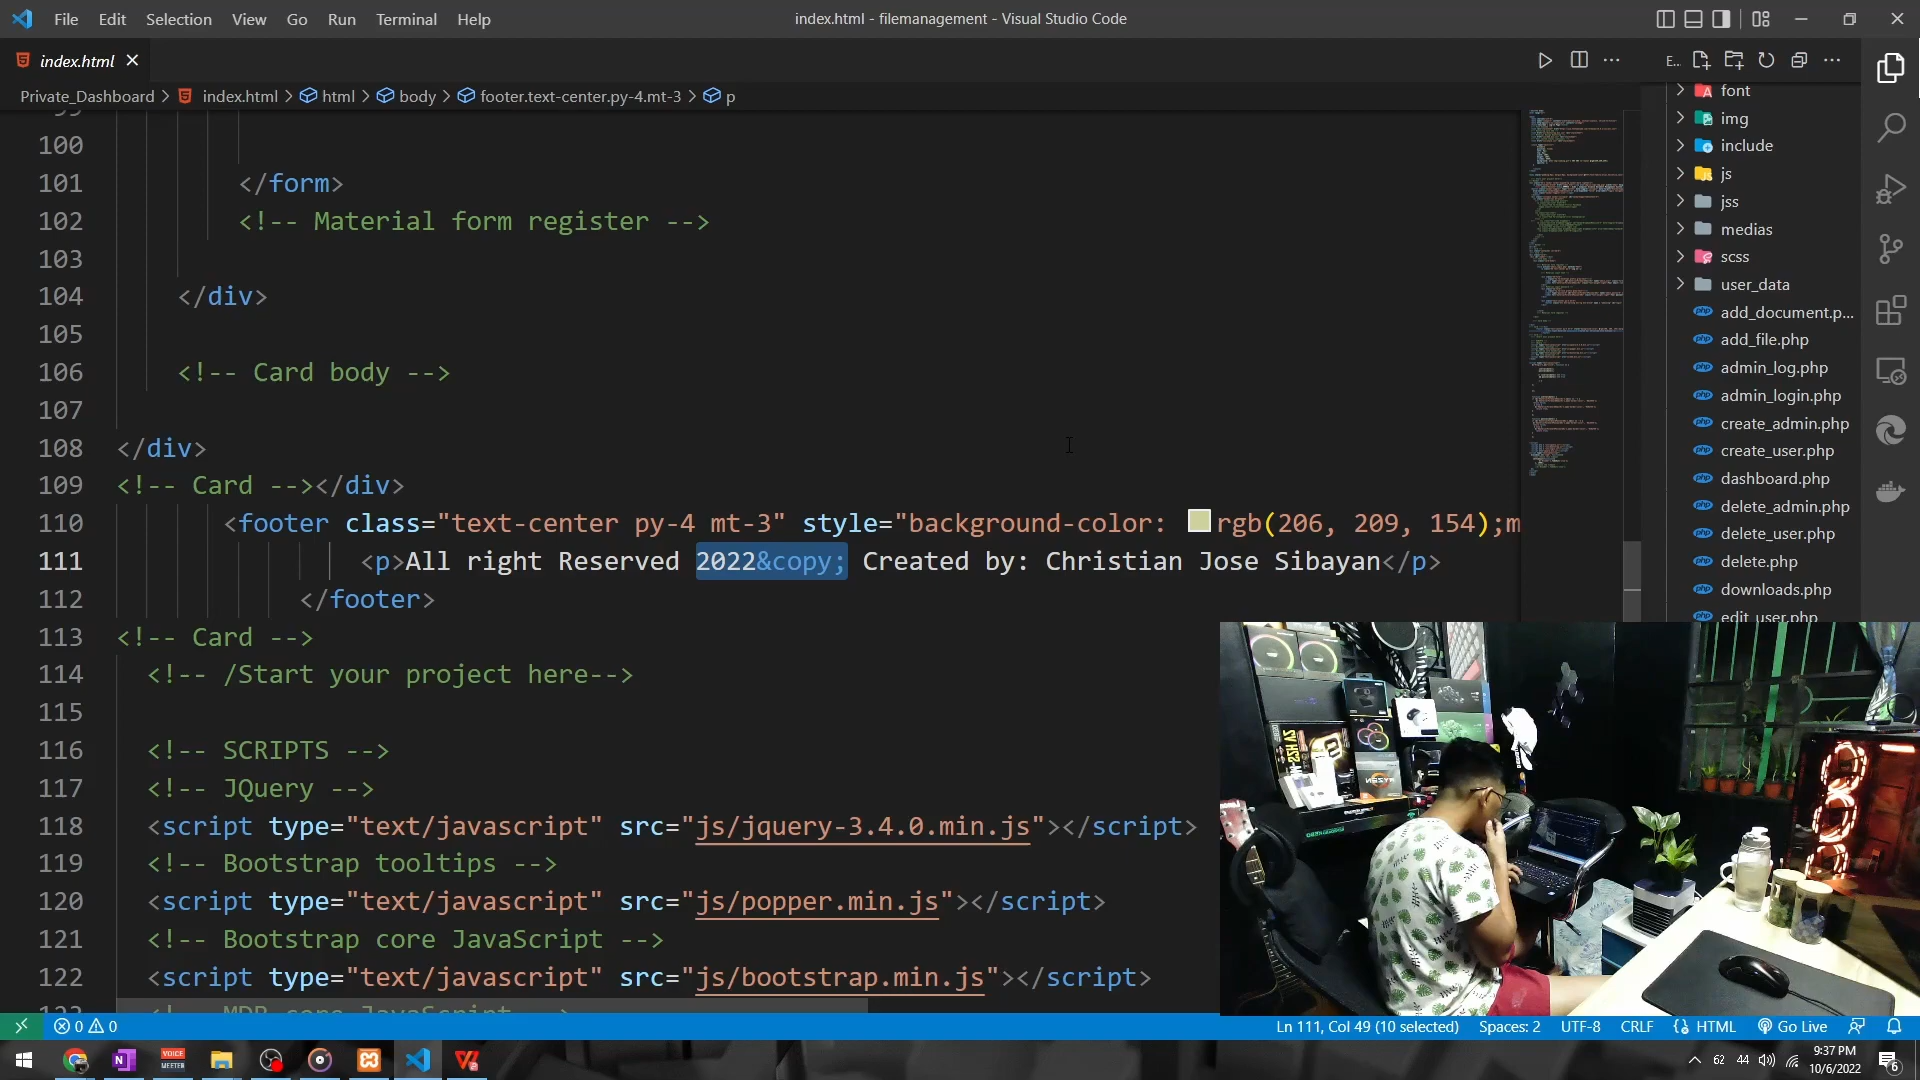 File Edit Selection View Go Run Terminal Help
index.html - filemanagement - Visual Studio Code
index.html
E...
Private_Dashboard > index.html > html > body > footer.text-center.py-4.mt-3 > p
100
101 </form>
102 <!-- Material form register -->
103
104 </div>
105
106 <!-- Card body -->
107
108 </div>
109 <!-- Card --></div>
110 <footer class="text-center py-4 mt-3" style="background-color: rgb(206, 209, 154);m
111 <p>All right Reserved 2022&copy; Created by: Christian Jose Sibayan</p>
112 </footer>
113 <!-- Card -->
114 <!-- /Start your project here-->
115
116 <!-- SCRIPTS -->
117 <!-- JQuery -->
118 <script type="text/javascript" src="js/jquery-3.4.0.min.js"></script>
119 <!-- Bootstrap tooltips -->
120 <script type="text/javascript" src="js/popper.min.js"></script>
121 <!-- Bootstrap core JavaScript -->
122 <script type="text/javascript" src="js/bootstrap.min.js"></script>
font
img
include
js
jss
medias
scss
user_data
add_document.p...
add_file.php
admin_log.php
admin_login.php
create_admin.php
create_user.php
dashboard.php
delete_admin.php
delete_user.php
delete.php
downloads.php
edit_user.php
RYZEN
0 0
Ln 111, Col 49 (10 selected) Spaces: 2 UTF-8 CRLF HTML Go Live
VOICE
MEETER
62 44
9:37 PM
10/6/2022
6